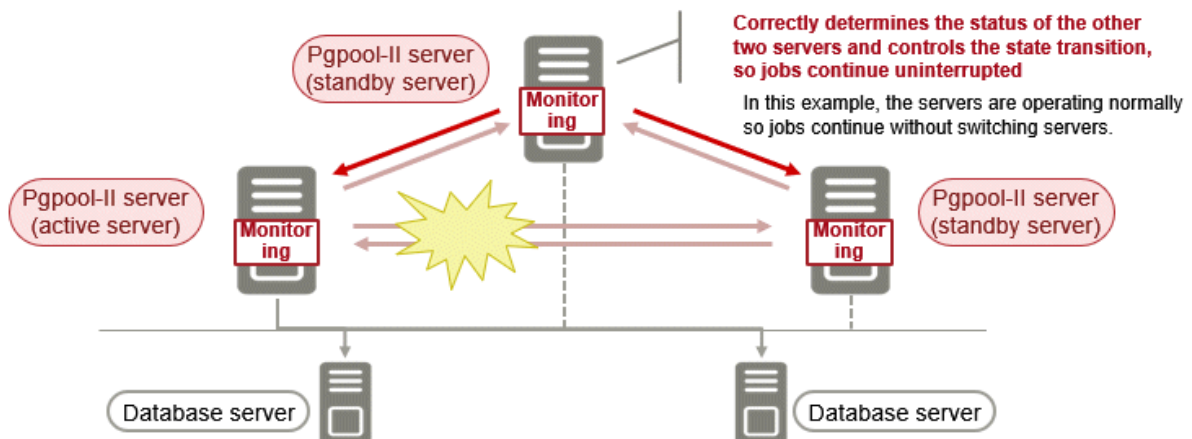 Pgpool-II server
(standby server)
Correctly determines the status of the other
two servers and controls the state transition,
so jobs continue uninterrupted
In this example, the servers are operating normally
so jobs continue without switching servers.
Monitor
ing
Pgpool-II server
(active server)
Monitor
ing
Monitor
ing
Pgpool-II server
(standby server)
Database server
Database server